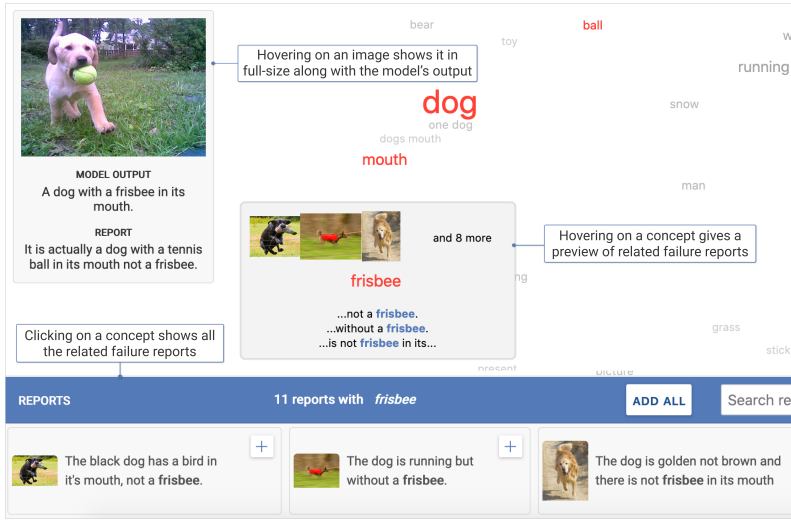 bear
ball
toy
w
running
Hovering on an image shows it in
full-size along with the model's output
dog
one dog
dogs mouth
mouth
snow
man
MODEL OUTPUT
A dog with a frisbee in its
mouth.
REPORT
It is actually a dog with a tennis
ball in its mouth not a frisbee.
and 8 more
frisbee
...not a frisbee.
...without a frisbee.
...is not frisbee in its...
Hovering on a concept gives a
preview of related failure reports
ng
grass
stick
present
picture
Clicking on a concept shows all
the related failure reports
REPORTS
11 reports with frisbee
ADD ALL
Search re
The black dog has a bird in
it's mouth, not a frisbee.
+
The dog is running but
without a frisbee.
+
The dog is golden not brown and
there is not frisbee in its mouth